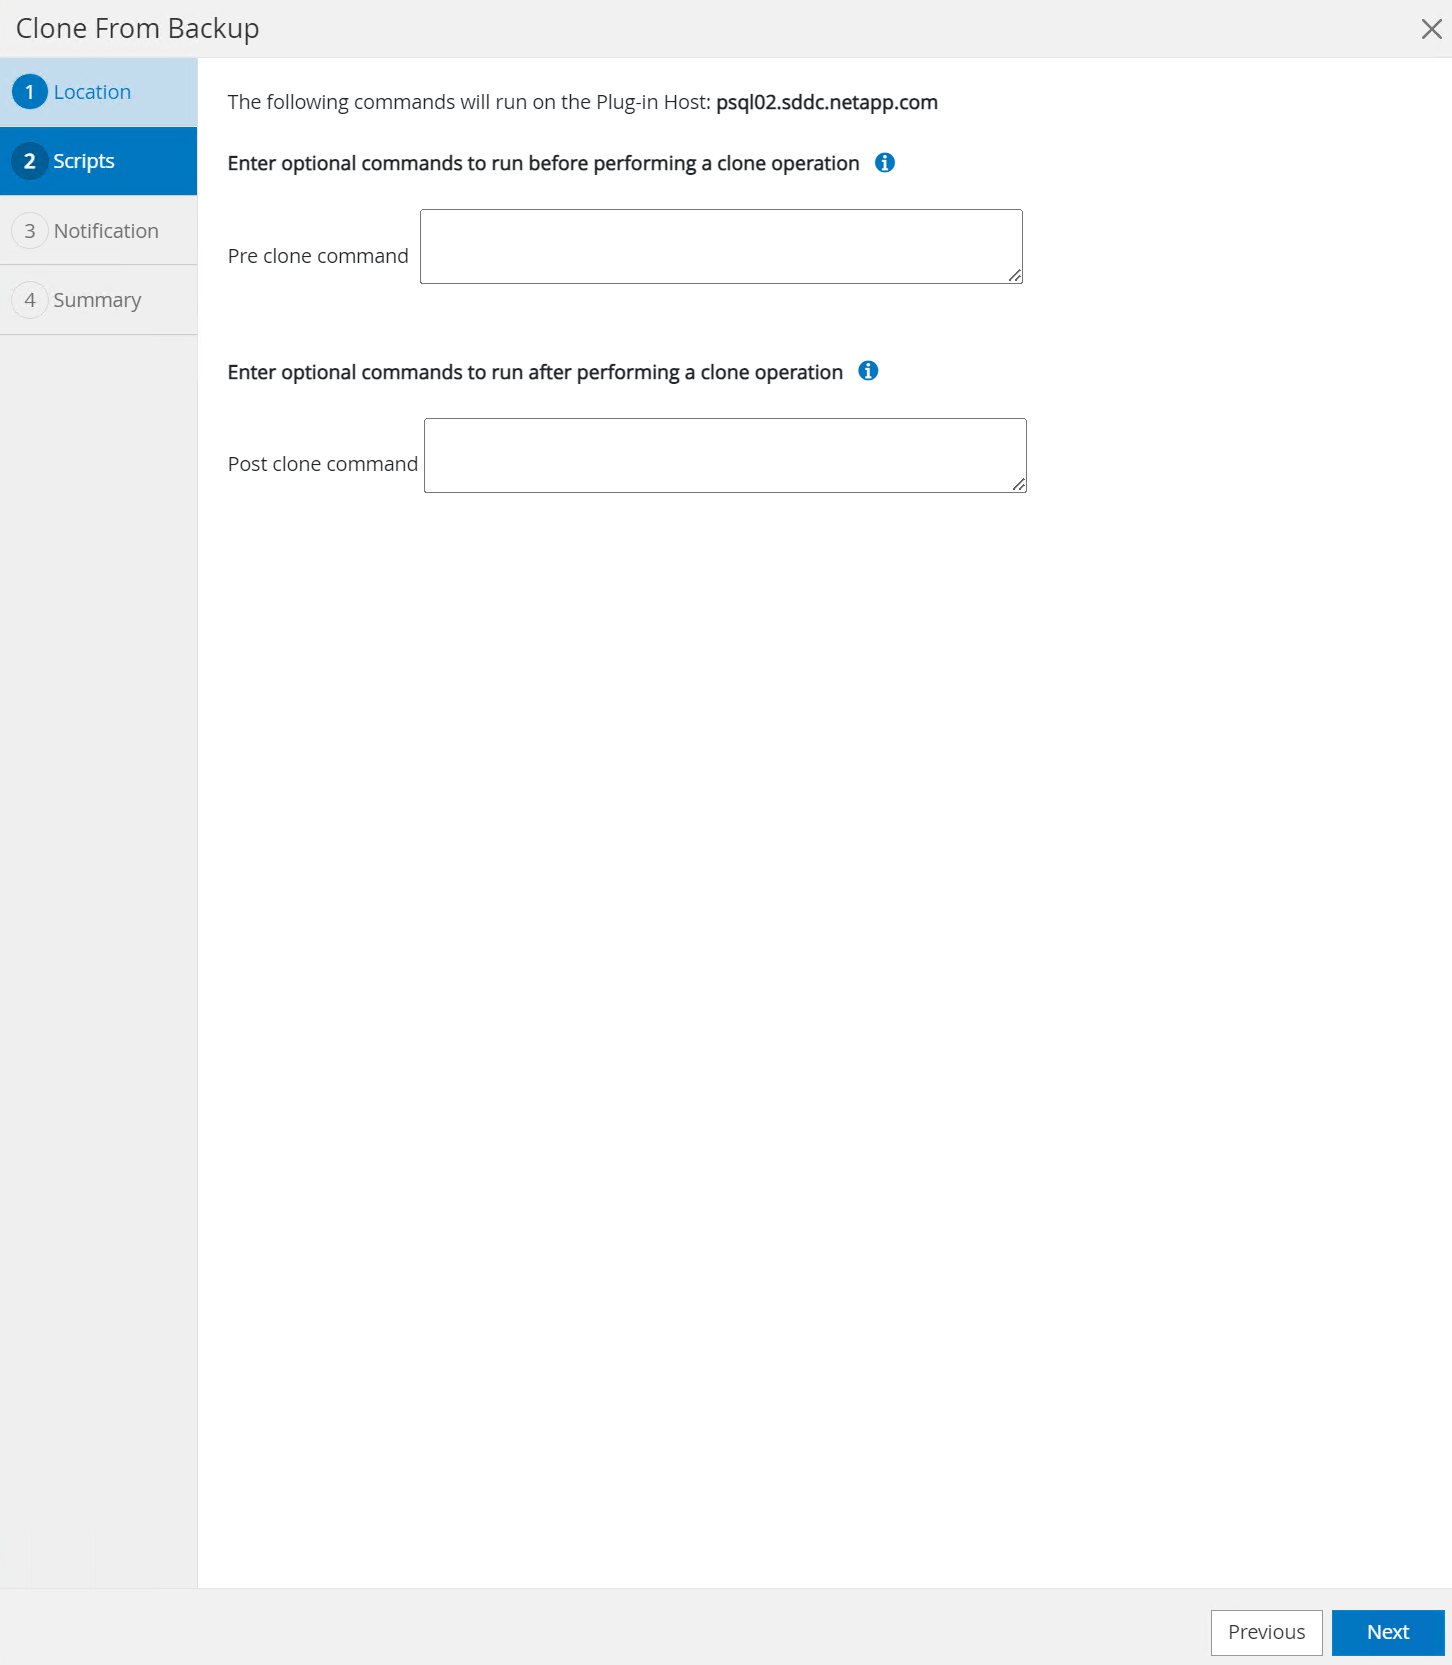 Clone From Backup
1 Location
2 Scripts
3 Notification
4 Summary
The following commands will run on the Plug-in Host: psql02.sddc.netapp.com
Enter optional commands to run before performing a clone operation
Pre clone command
Enter optional commands to run after performing a clone operation
Post clone command
Previous
Next